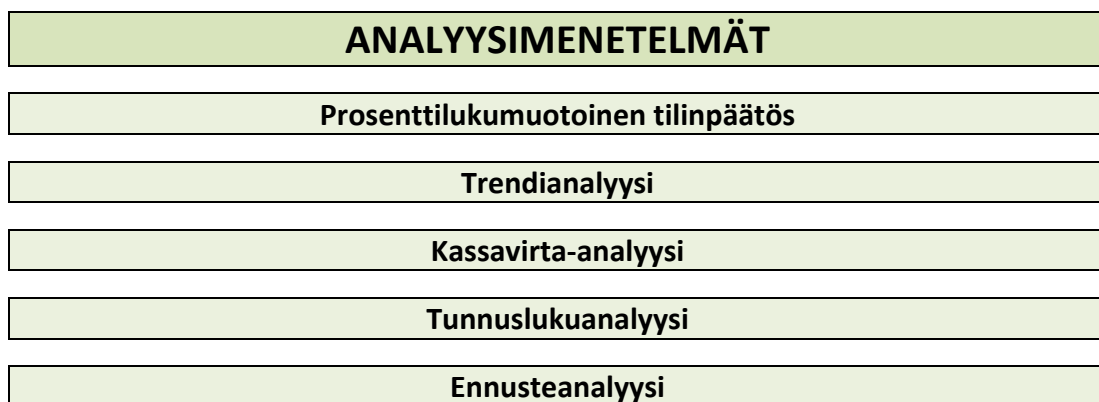 ANALYYSIMENETELMÄT
Prosenttilukumuotoinen tilinpäätös
Trendianalyysi
Kassavirta-analyysi
Tunnuslukuanalyysi
Ennusteanalyysi